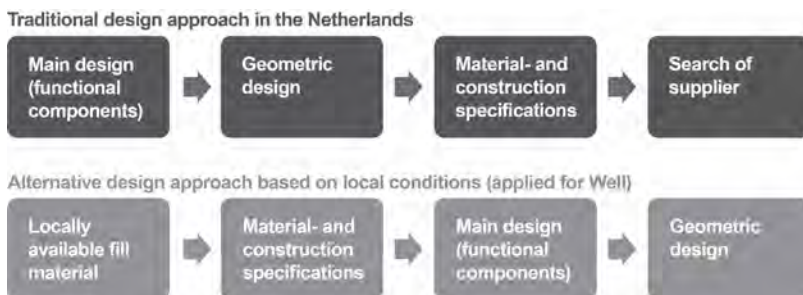 Traditional design approach in the Netherlands
Main design
(functional
components)
Geometric
design
Material- and
construction
specifications
Search of
supplier
Alternative design approach based on local conditions (applied for Well)
Locally
available fill
material
Material- and
construction
specifications
Main design
(functional
components)
Geometric
design